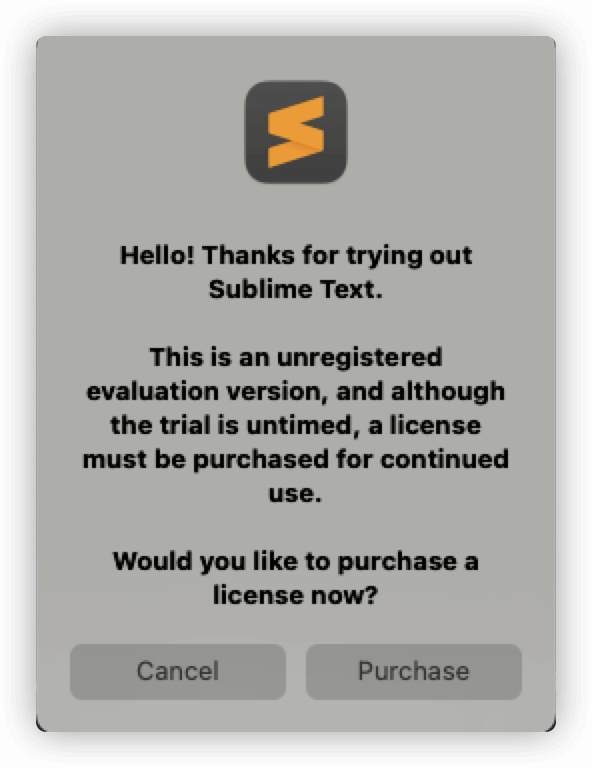 Hello! Thanks for trying out
Sublime Text.
This is an unregistered
evaluation version, and although
the trial is untimed, a license
must be purchased for continued
use.
Would you like to purchase a
license now?
Cancel Purchase